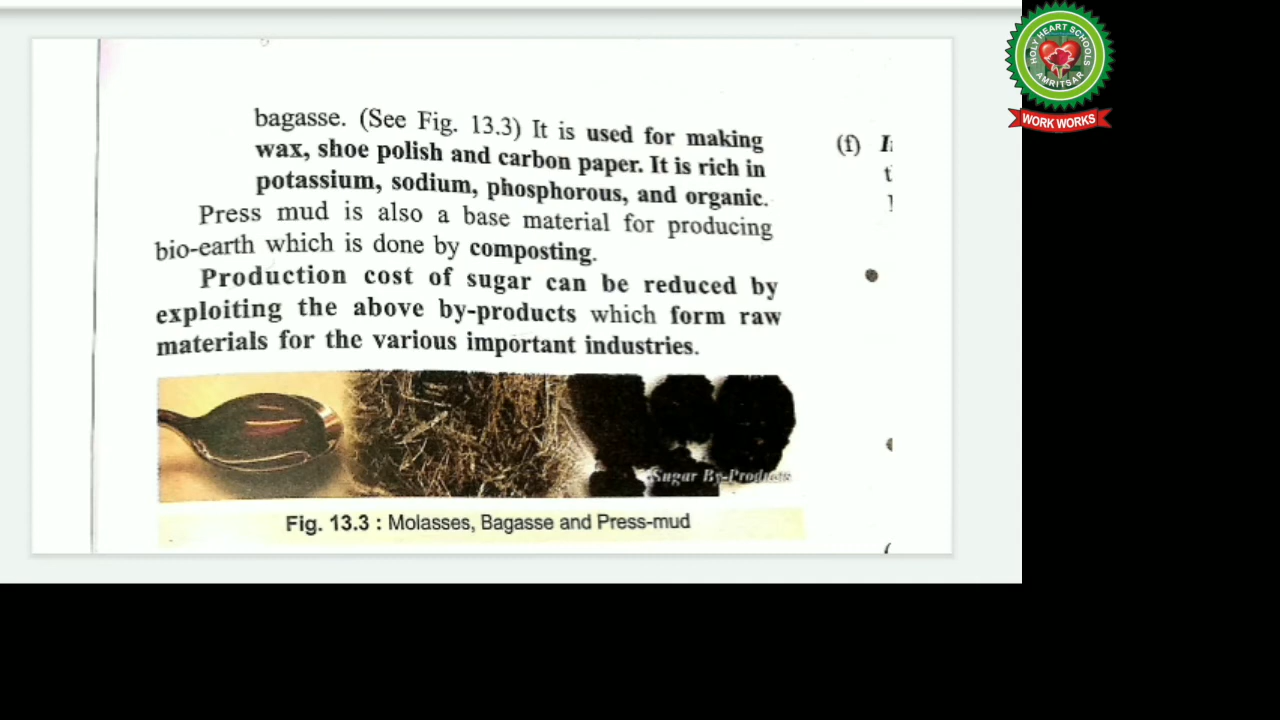 bagasse. (See Fig. 13.3) It is used for making
wax, shoe polish and carbon paper. It is rich in
potassium, sodium, phosphorous, and organic.
Press mud is also a base material for producing
bio-earth which is done by composting.
Production cost of sugar can be reduced by
exploiting the above by-products which form raw
materials for the various important industries.
Sugar By-Products
Fig. 13.3 : Molasses, Bagasse and Press-mud
(f)
HOLY HEART SCHOOLS
AMRITSAR
WORK WORKS